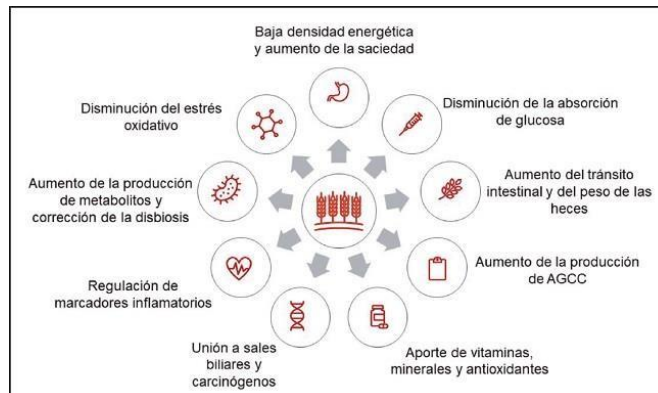 Baja densidad energética
y aumento de la saciedad
Disminución de la absorción
de glucosa
Aumento del tránsito
intestinal y del peso de las
heces
Aumento de la producción
de AGCC
Aporte de vitaminas,
minerales y antioxidantes
Unión a sales
biliares y
carcinógenos
Regulación de
marcadores inflamatorios
Aumento de la producción
de metabolitos y
corrección de la disbiosis
Disminución del estrés
oxidativo